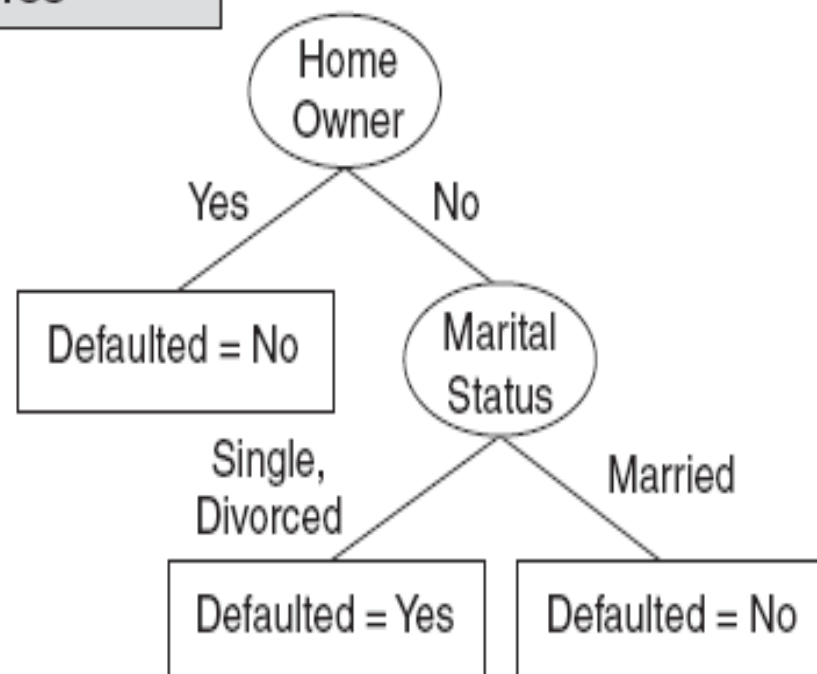 Home
Owner
Yes
No
Defaulted = No
Marital
Status
Single,
Divorced
Married
Defaulted = Yes
Defaulted = No